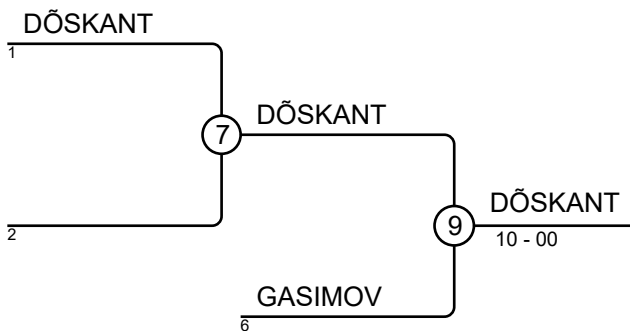 DÕSKANT
1
7
DÕSKANT
2
9
DÕSKANT
10 - 00
GASIMOV
6